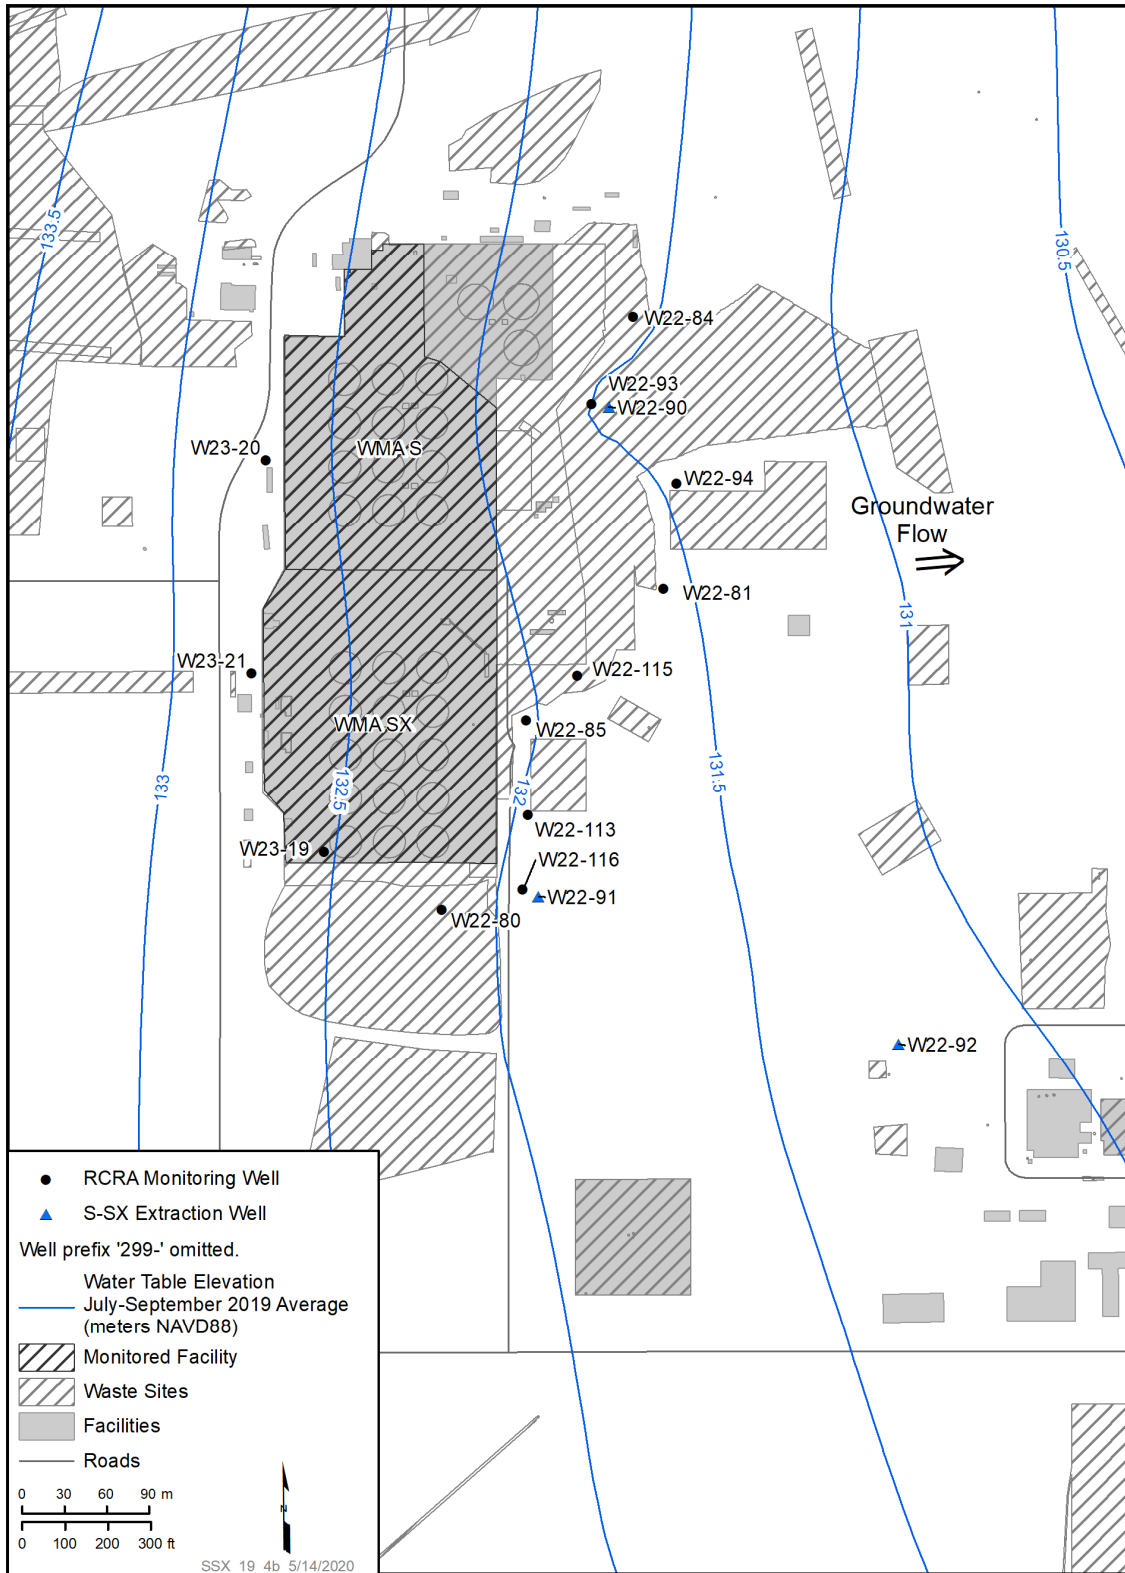 133.5
130.5
W22-84
W22-93
W22-90
W23-20
WMA S
W22-94
Groundwater
Flow
W22-81
131
W23-21
W22-115
WMA SX
W22-85
133
132.5
132
131.5
W22-113
W23-19
W22-116
W22-91
W22-80
W22-92
RCRA Monitoring Well
S-SX Extraction Well
Well prefix '299-' omitted.
Water Table Elevation
July-September 2019 Average
(meters NAVD88)
Monitored Facility
Waste Sites
Facilities
Roads
0 30 60 90 m
0 100 200 300 ft
N
SSX_19_4b_5/14/2020